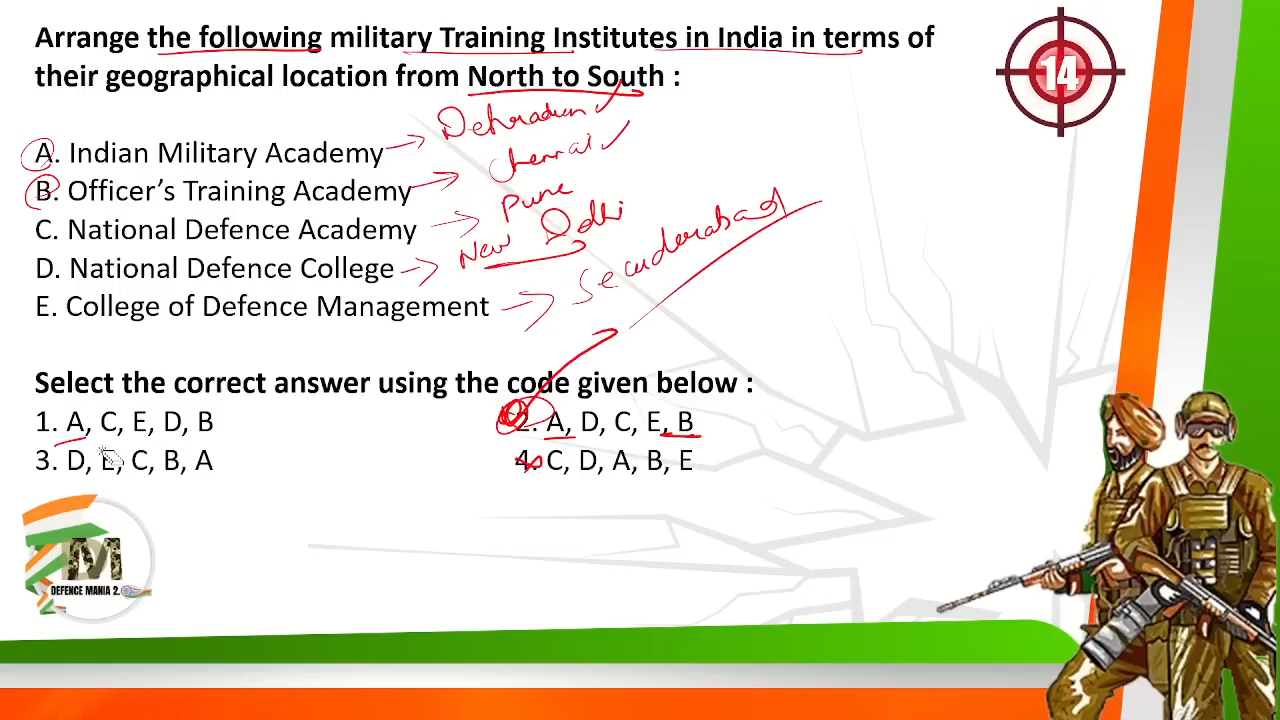 Arrange the following military Training Institutes in India in terms of
their geographical location from North to South :
14
A. Indian Military Academy → Dehradun
B. Officer's Training Academy → Chennai
C. National Defence Academy → Pune
D. National Defence College → New Delhi
E. College of Defence Management → Secuderabad
Select the correct answer using the code given below :
1. A, C, E, D, B
2. A, D, C, E, B
3. D, E, C, B, A
4. C, D, A, B, E
M
DEFENCE MANIA 2.